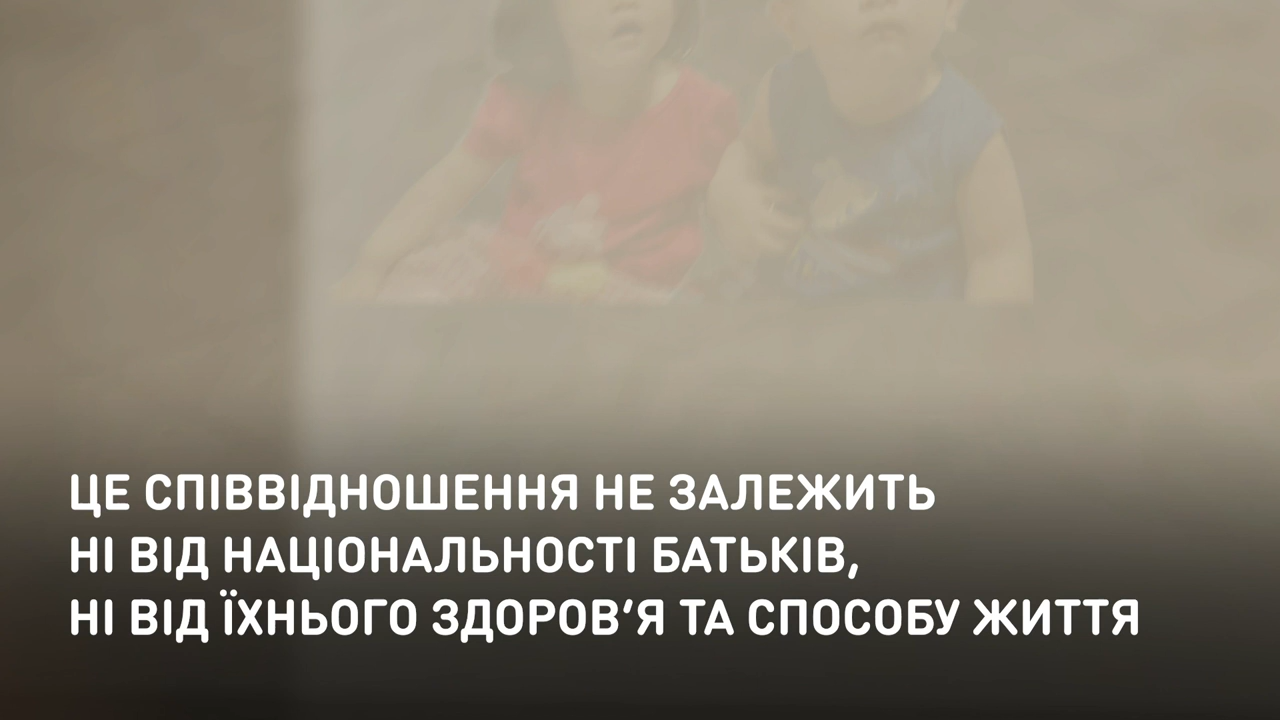 ЦЕ СПІВВІДНОШЕННЯ НЕ ЗАЛЕЖИТЬ
НІ ВІД НАЦІОНАЛЬНОСТІ БАТЬКІВ,
НІ ВІД ЇХНЬОГО ЗДОРОВ’Я ТА СПОСОБУ ЖИТТЯ